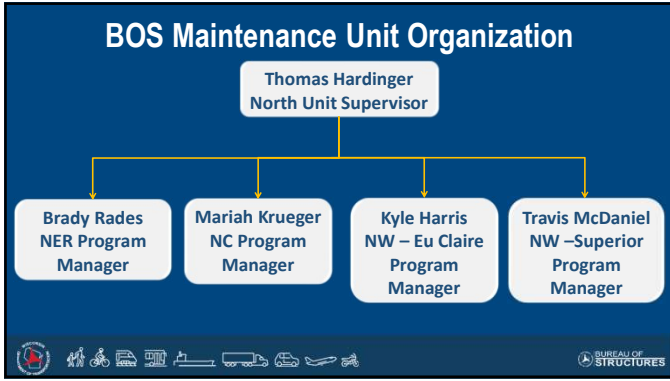 BOS Maintenance Unit Organization
Thomas Hardinger
North Unit Supervisor
Brady Rades
NER Program
Manager
Mariah Krueger
NC Program
Manager
Kyle Harris
NW – Eu Claire
Program
Manager
Travis McDaniel
NW –Superior
Program
Manager
WISCONSIN
BUREAU OF
STRUCTURES